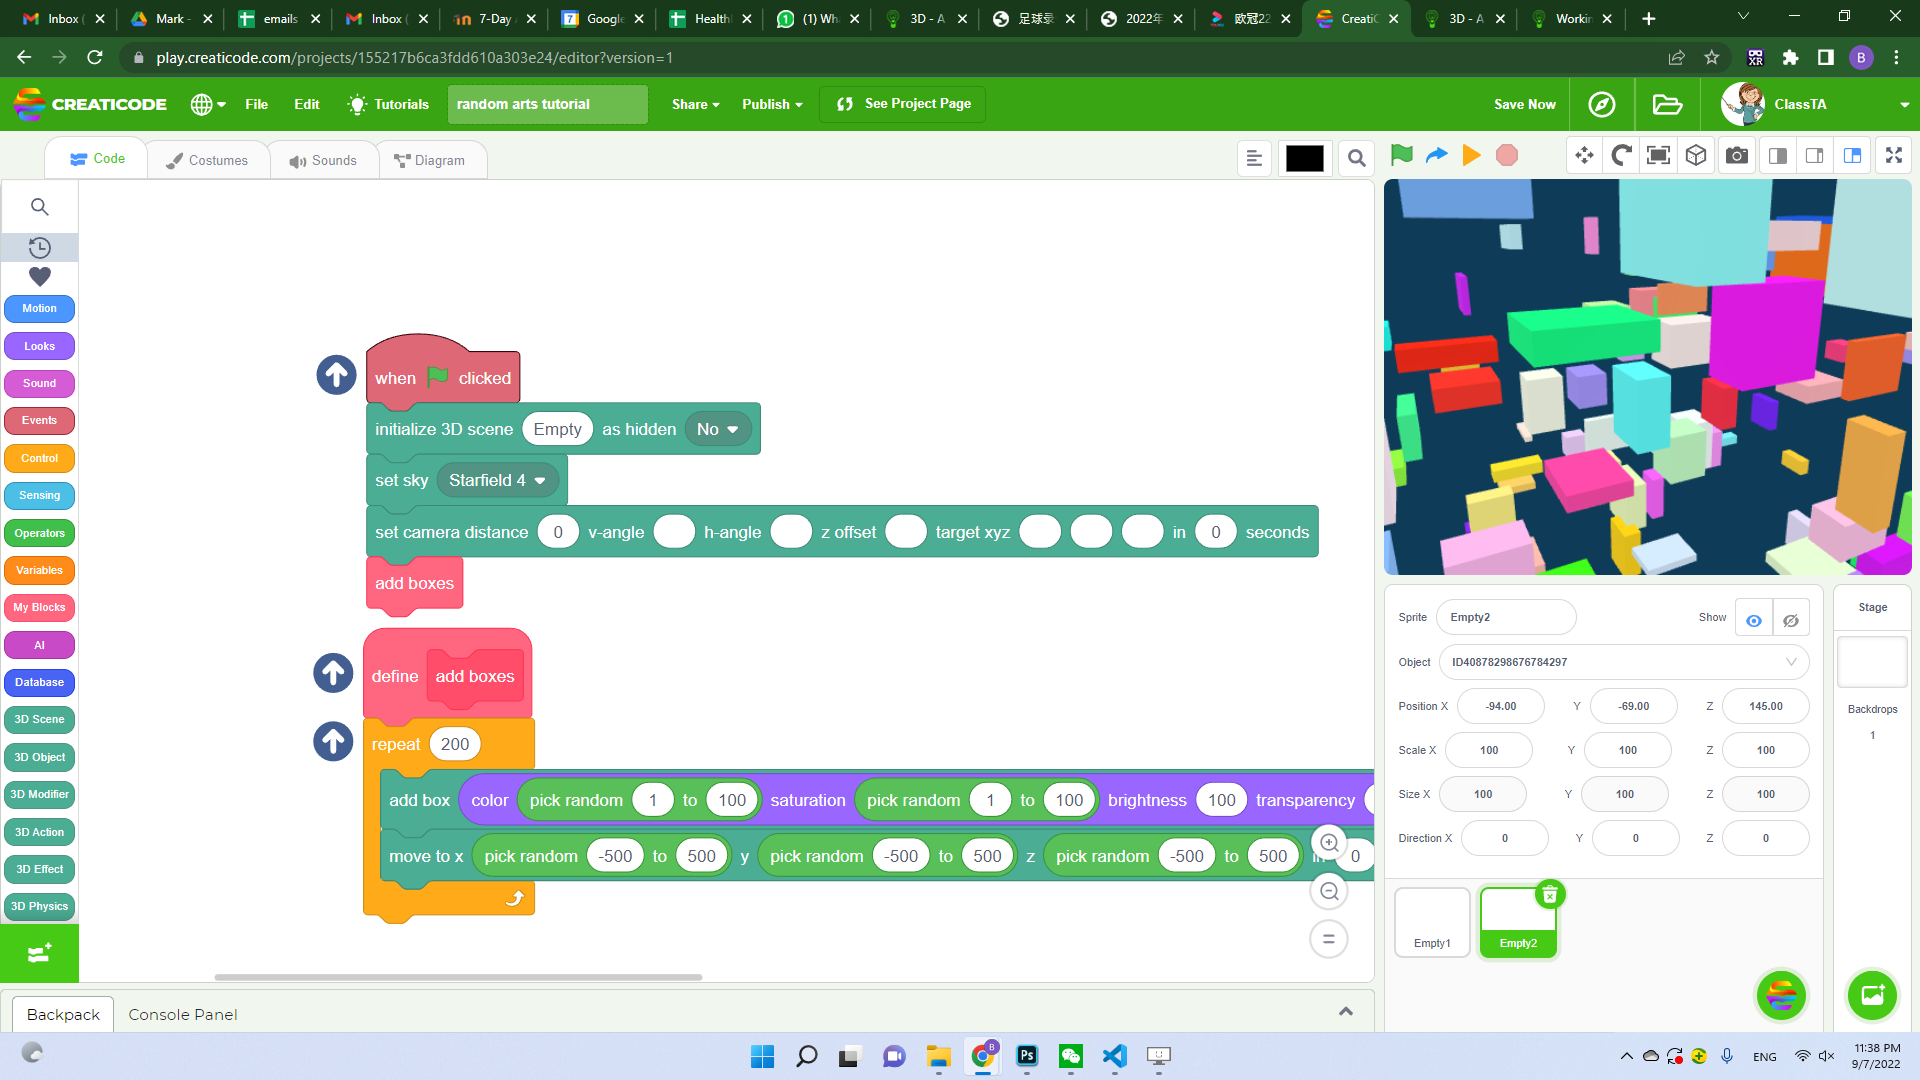 Inbox (
Mark -
emails
Inbox (
7-Day
Google
Health
(1) Wh
3D - A
足球录
2022年
欧冠22
CreatiC
3D - A
Workin
play.creaticode.com/projects/155217b6ca3fdd610a303e24/editor?version=1
B
CREATICODE
File
Edit
Tutorials
random arts tutorial
Share
Publish
See Project Page
Save Now
ClassTA
Code
Costumes
Sounds
Diagram
Motion
Looks
Sound
Events
Control
Sensing
Operators
Variables
My Blocks
AI
Database
3D Scene
3D Object
3D Modifier
3D Action
3D Effect
3D Physics
when clicked
initialize 3D scene Empty as hidden No
set sky Starfield 4
set camera distance 0 v-angle h-angle z offset target xyz in 0 seconds
add boxes
define add boxes
repeat 200
add box color pick random 1 to 100 saturation pick random 1 to 100 brightness 100 transparency
move to x pick random -500 to 500 y pick random -500 to 500 z pick random -500 to 500 in 0
Sprite Empty2 Show
Object ID40878298676784297
Position X -94.00 Y -69.00 Z 145.00
Scale X 100 Y 100 Z 100
Size X 100 Y 100 Z 100
Direction X 0 Y 0 Z 0
Empty1
Empty2
Stage
Backdrops
1
Backpack
Console Panel
B
Ps
ENG
11:38 PM
9/7/2022